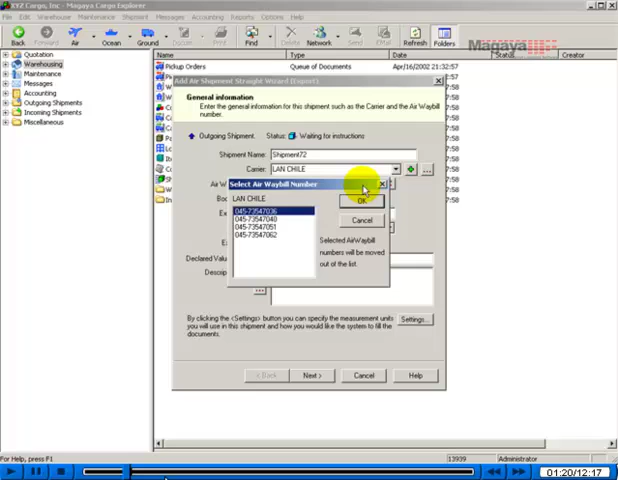 XYZ Cargo, Inc - Magaya Cargo Explorer
File Edit Warehouse Maintenance Shipment Messages Accounting Reports Options Help
Back Forward Air Ocean Ground Find Network Send EMail Refresh Folders
Magaya
Quotation
Warehousing
Maintenance
Messages
Accounting
Outgoing Shipments
Incoming Shipments
Miscellaneous
Name Type Date Status Creator
Pickup Orders Queue of Documents Apr/16/2002 21:32:57
Add Air Shipment Straight Wizard (Export)
General information
Enter the general information for this shipment such as the Carrier and the Air Waybill
number.
Outgoing Shipment. Status: Waiting for instructions
Shipment Name: Shipment72
Carrier: LAN CHILE
Select Air Waybill Number
LAN CHILE
045-73547036
045-73547040
045-73547051
045-73547062
OK
Cancel
Selected AirWaybill
numbers will be moved
out of the list.
Declared Valu
Descrip
By clicking the <Settings> button you can specify the measurement units
you will use in this shipment and how you would like the system to fill the
documents.
Settings...
< Back Next > Cancel Help
For Help, press F1
13939 Administrator
01:20/12:17